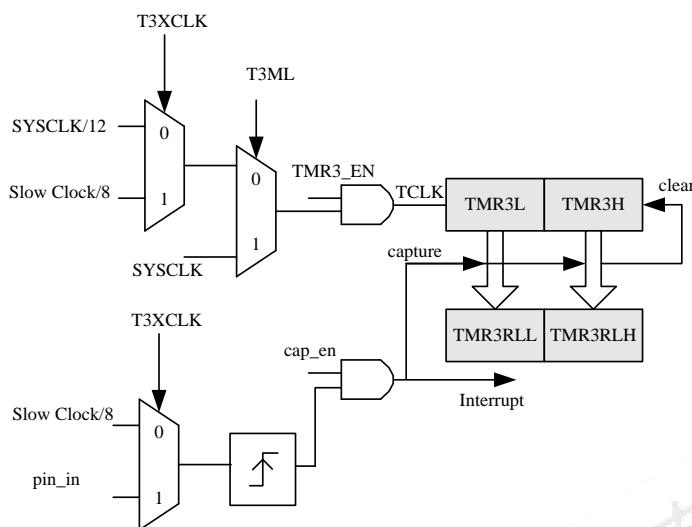 T3XCLK
T3ML
SYSCLK/12
0
Slow Clock/8
1
0
1
SYSCLK
TMR3_EN
TCLK
TMR3L
TMR3H
clear
capture
TMR3RLL
TMR3RLH
T3XCLK
cap_en
Interrupt
Slow Clock/8
0
pin_in
1